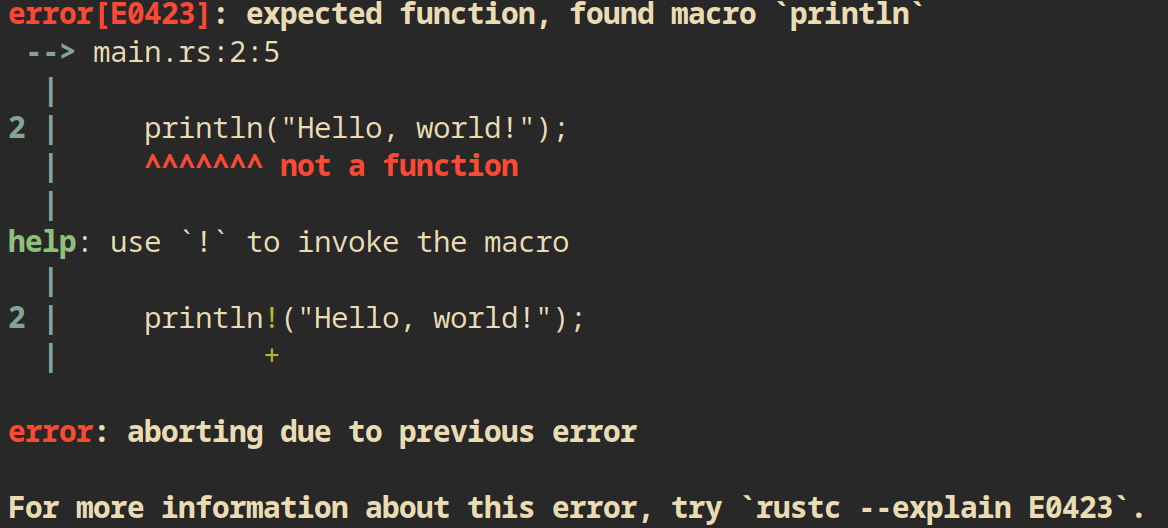 error[E0423]: expected function, found macro `println`
 --> main.rs:2:5
  |
2 |     println("Hello, world!");
  |     ^^^^^^^ not a function
  |
help: use `!` to invoke the macro
  |
2 |     println!("Hello, world!");
  |            +

error: aborting due to previous error

For more information about this error, try `rustc --explain E0423`.